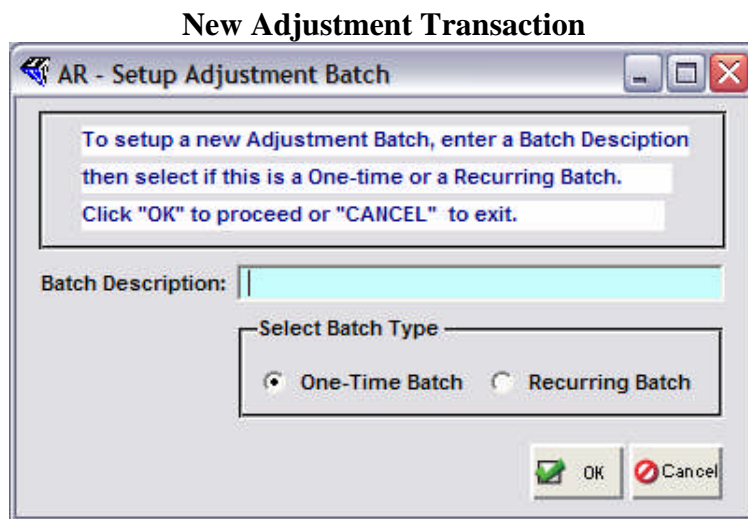 New Adjustment Transaction
AR - Setup Adjustment Batch
To setup a new Adjustment Batch, enter a Batch Desciption
then select if this is a One-time or a Recurring Batch.
Click "OK" to proceed or "CANCEL" to exit.
Batch Description:
Select Batch Type
One-Time Batch Recurring Batch
OK Cancel